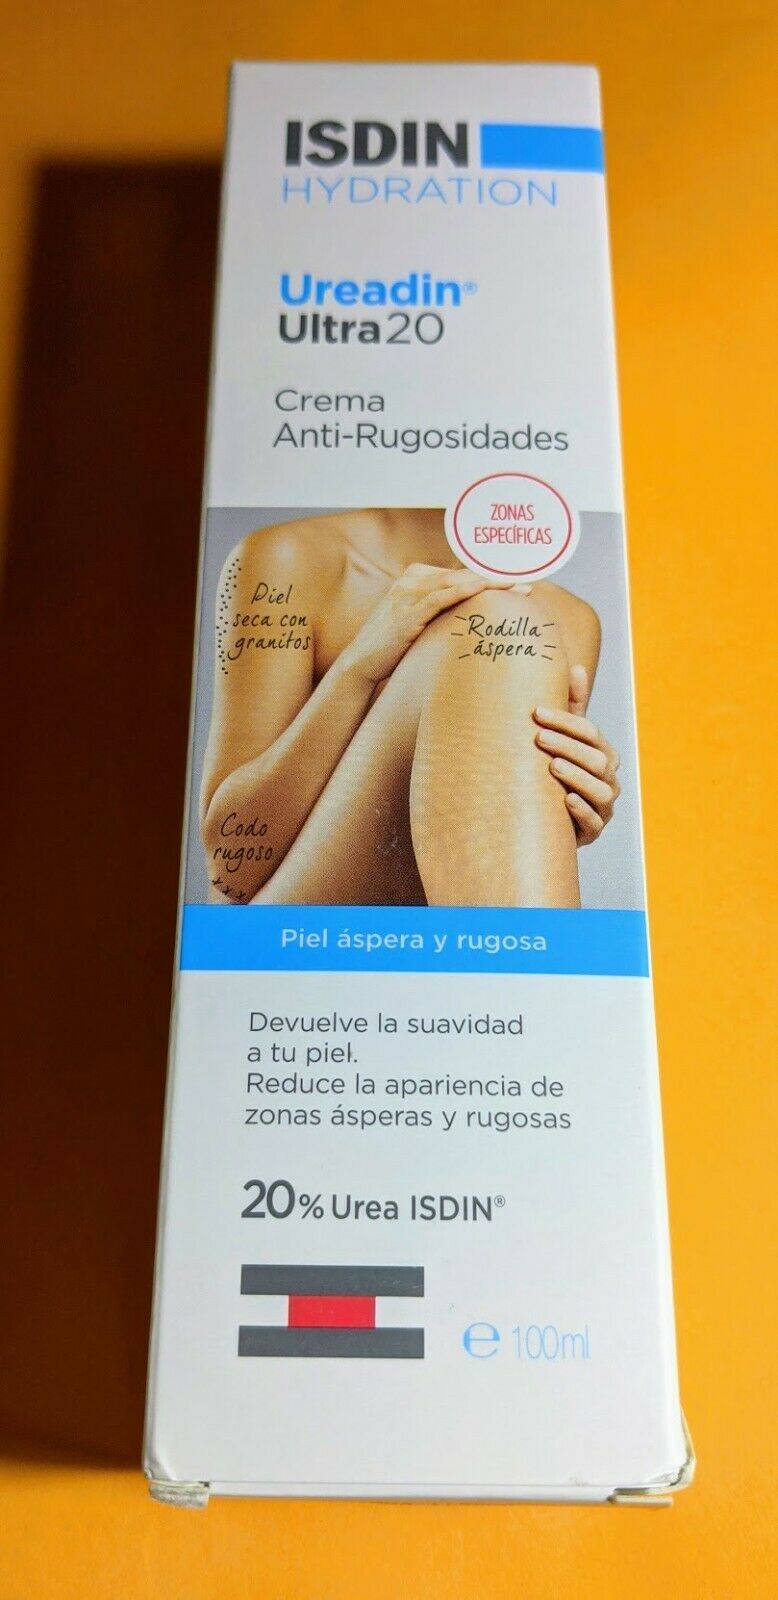 ISDIN
HYDRATION
Ureadin®
Ultra20
Crema
Anti-Rugosidades
ZONAS
ESPECÍFICAS
Piel
seca con
granitos
Rodilla
áspera
Codo
rugoso
Piel áspera y rugosa
Devuelve la suavidad
a tu piel.
Reduce la apariencia de
zonas ásperas y rugosas
20% Urea ISDIN®
℮ 100ml